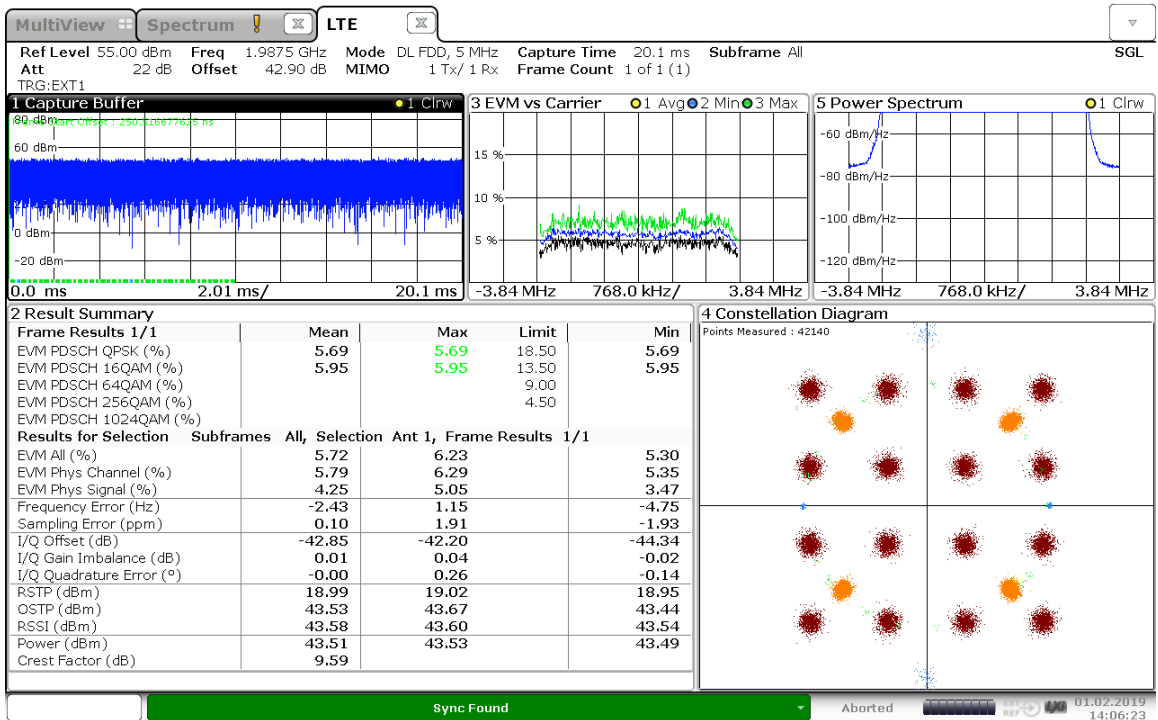 MultiView Spectrum ! X LTE X
Ref Level 55.00 dBm Freq 1.9875 GHz Mode DL FDD, 5 MHz Capture Time 20.1 ms Subframe All SGL
Att 22 dB Offset 42.90 dB MIMO 1 Tx/ 1 Rx Frame Count 1 of 1 (1)
TRG:EXT1
1 Capture Buffer 1 Clrw
80 dBm
Frame Start Offset : 250.516677625 ns
60 dBm
0 dBm
-20 dBm
0.0 ms 2.01 ms/ 20.1 ms
3 EVM vs Carrier 1 Avg 2 Min 3 Max
15 %
10 %
5 %
-3.84 MHz 768.0 kHz/ 3.84 MHz
5 Power Spectrum 1 Clrw
-60 dBm/Hz
-80 dBm/Hz
-100 dBm/Hz
-120 dBm/Hz
-3.84 MHz 768.0 kHz/ 3.84 MHz
2 Result Summary
Frame Results 1/1 Mean Max Limit Min
EVM PDSCH QPSK (%) 5.69 5.69 18.50 5.69
EVM PDSCH 16QAM (%) 5.95 5.95 13.50 5.95
EVM PDSCH 64QAM (%) 9.00
EVM PDSCH 256QAM (%) 4.50
EVM PDSCH 1024QAM (%)
Results for Selection Subframes All, Selection Ant 1, Frame Results 1/1
EVM All (%) 5.72 6.23 5.30
EVM Phys Channel (%) 5.79 6.29 5.35
EVM Phys Signal (%) 4.25 5.05 3.47
Frequency Error (Hz) -2.43 1.15 -4.75
Sampling Error (ppm) 0.10 1.91 -1.93
I/Q Offset (dB) -42.85 -42.20 -44.34
I/Q Gain Imbalance (dB) 0.01 0.04 -0.02
I/Q Quadrature Error (º) -0.00 0.26 -0.14
RSTP (dBm) 18.99 19.02 18.95
OSTP (dBm) 43.53 43.67 43.44
RSSI (dBm) 43.58 43.60 43.54
Power (dBm) 43.51 43.53 43.49
Crest Factor (dB) 9.59
4 Constellation Diagram
Points Measured : 42140
Sync Found Aborted EXT REF LXI 01.02.2019
14:06:23